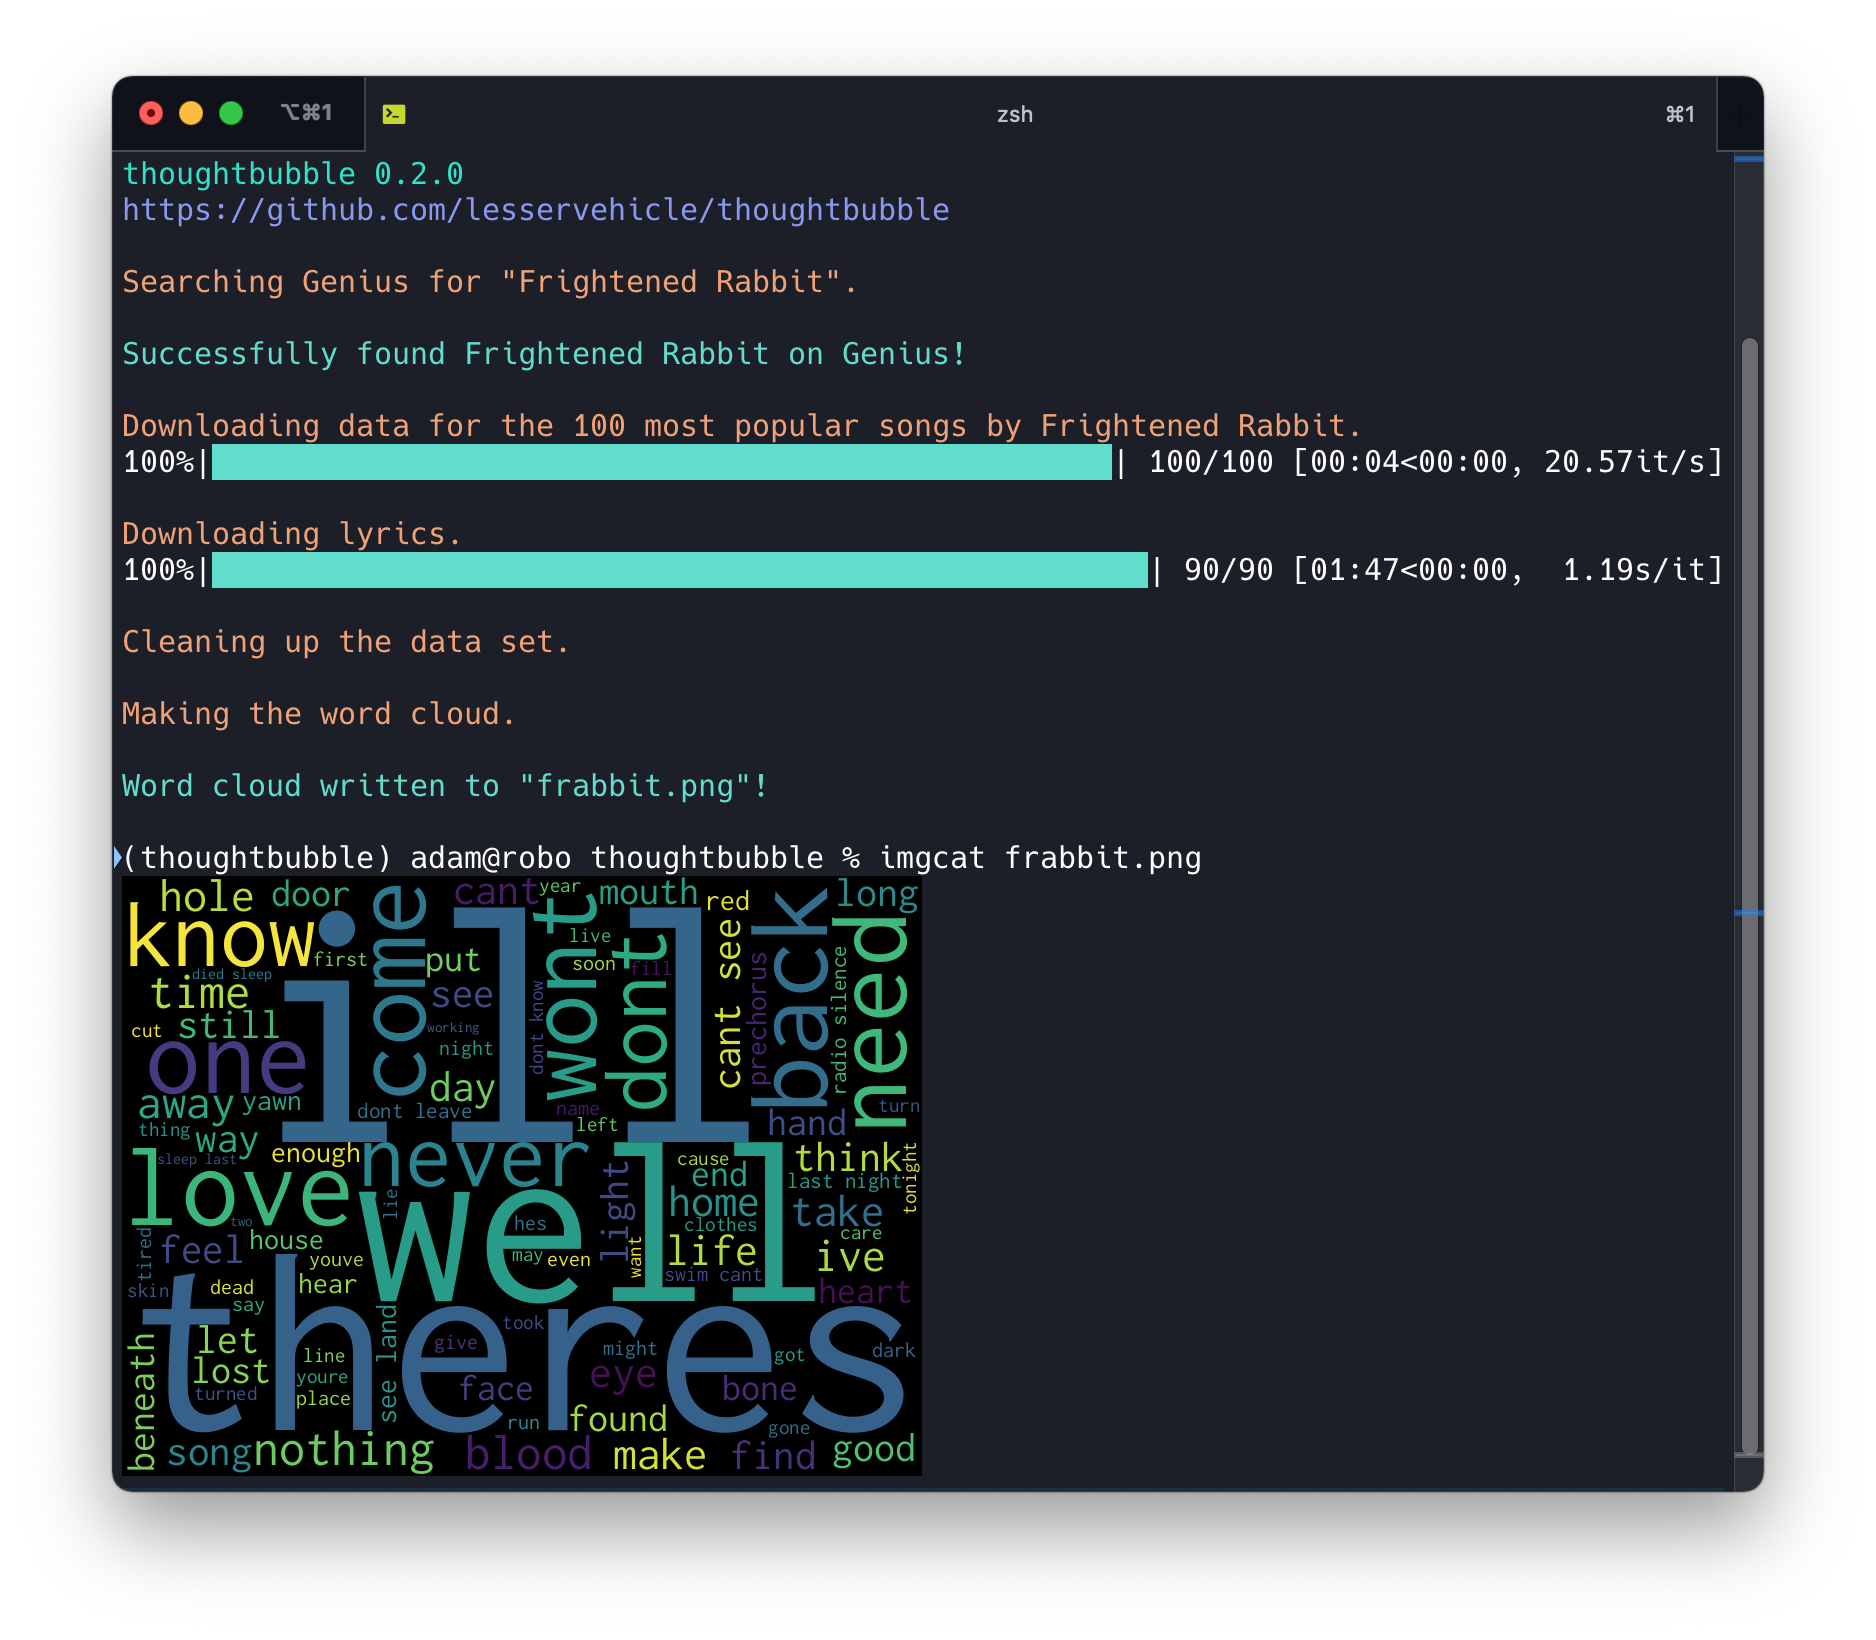 ⌥⌘1
zsh
⌘1
thoughtbubble 0.2.0
https://github.com/lesservehicle/thoughtbubble
Searching Genius for "Frightened Rabbit".
Successfully found Frightened Rabbit on Genius!
Downloading data for the 100 most popular songs by Frightened Rabbit.
100%| | 100/100 [00:04<00:00, 20.57it/s]
Downloading lyrics.
100%| | 90/90 [01:47<00:00,  1.19s/it]
Cleaning up the data set.
Making the word cloud.
Word cloud written to "frabbit.png"!
(thoughtbubble) adam@robo thoughtbubble % imgcat frabbit.png
hole
door
cant
year
mouth
red
long
know
come
ill
wont
dont
cant see
back
need
first
live
soon
fill
put
see
died sleep
time
cut
still
working
dont know
prechorus
radio silence
one
night
day
away
yawn
dont leave
name
left
hand
turn
thing
way
enough
never
cause
think
tonight
sleep last
love
lie
well
light
end
last night
home
clothes
take
two
hes
care
tired
feel
house
youve
may
even
want
life
ive
swim cant
skin
dead
hear
heart
say
theres
see land
took
beneath
let
line
give
might
got
dark
lost
youre
eye
turned
place
face
bone
run
found
gone
song
nothing
blood
make
find
good